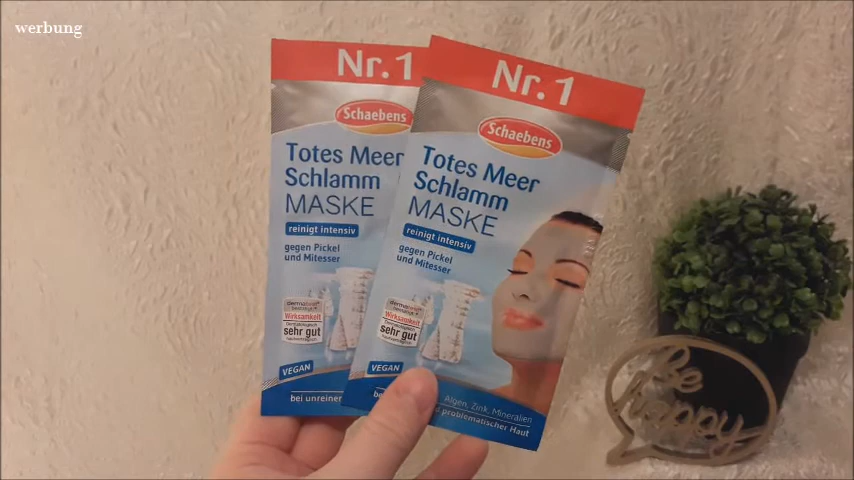 werbung
Nr.1
Schaebens
Totes Meer
Schlamm
MASKE
reinigt intensiv
gegen Pickel
und Mitesser
Wirksamkeit
sehr gut
VEGAN
bei unreiner
Nr.1
Schaebens
Totes Meer
Schlamm
MASKE
reinigt intensiv
gegen Pickel
und Mitesser
Wirksamkeit
sehr gut
VEGAN
Algen, Zink, Mineralien
problematischer Haut
Be
happy